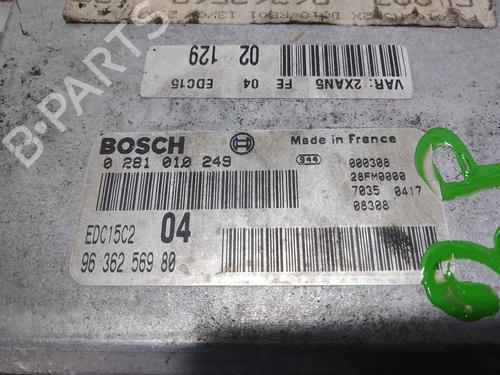 VAR: 2XAN5 FE 04 EDC15 02 129
BOSCH
0 281 010 249
Made in France
944
000308
28FM0000
7035 0417
08308
EDC15C2 04
96 362 569 80
B-Parts